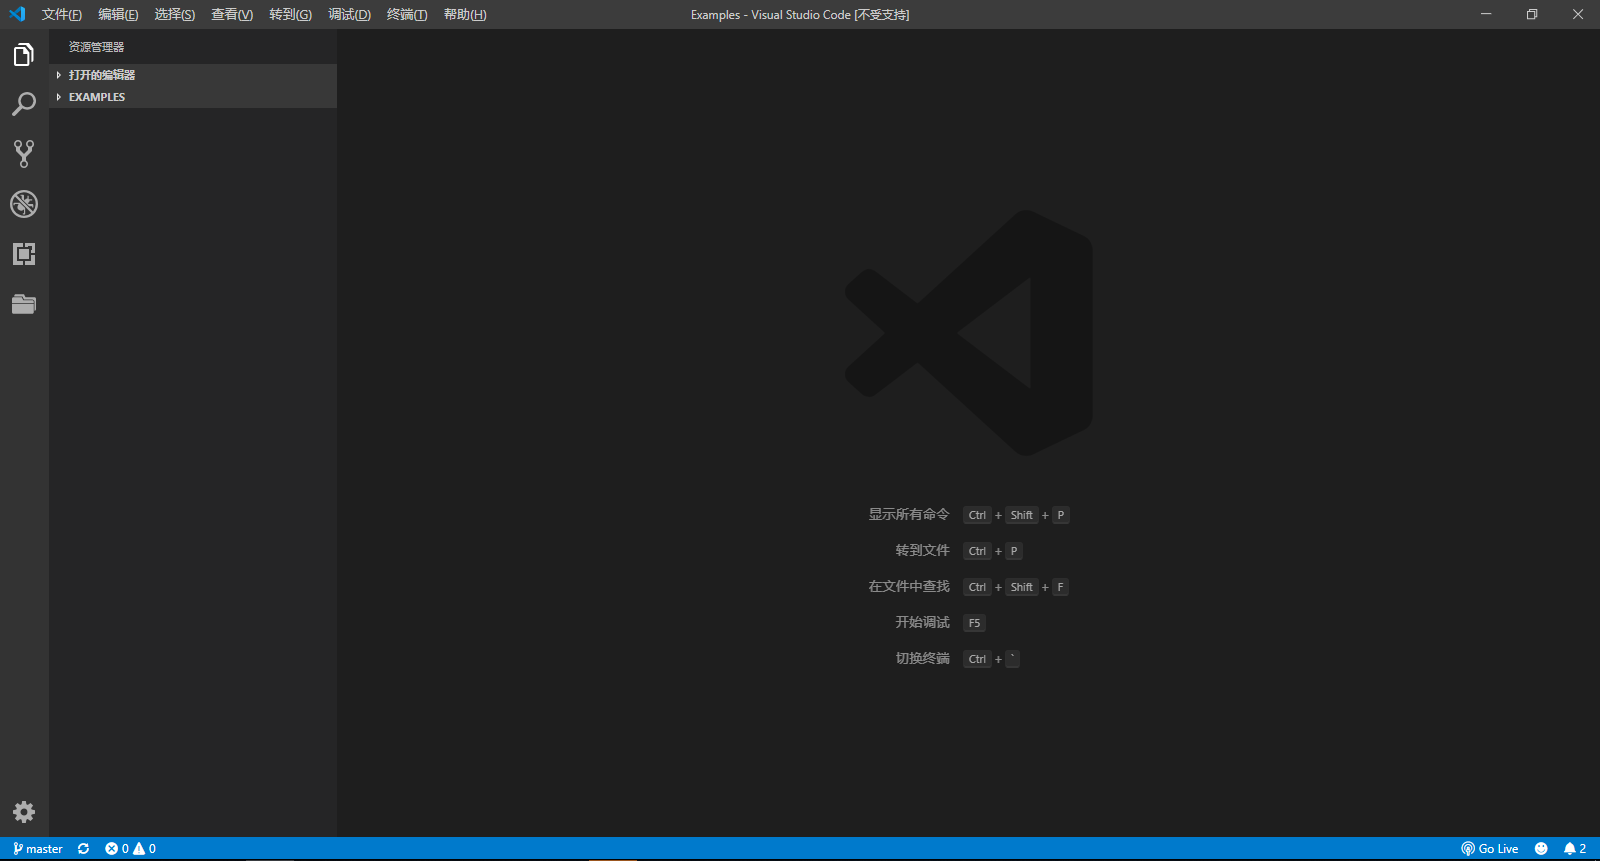 文件(F) 编辑(E) 选择(S) 查看(V) 转到(G) 调试(D) 终端(T) 帮助(H) Examples - Visual Studio Code [不受支持]
资源管理器
打开的编辑器
EXAMPLES
显示所有命令 Ctrl + Shift + P
转到文件 Ctrl + P
在文件中查找 Ctrl + Shift + F
开始调试 F5
切换终端 Ctrl + `
master 0 0 Go Live 2